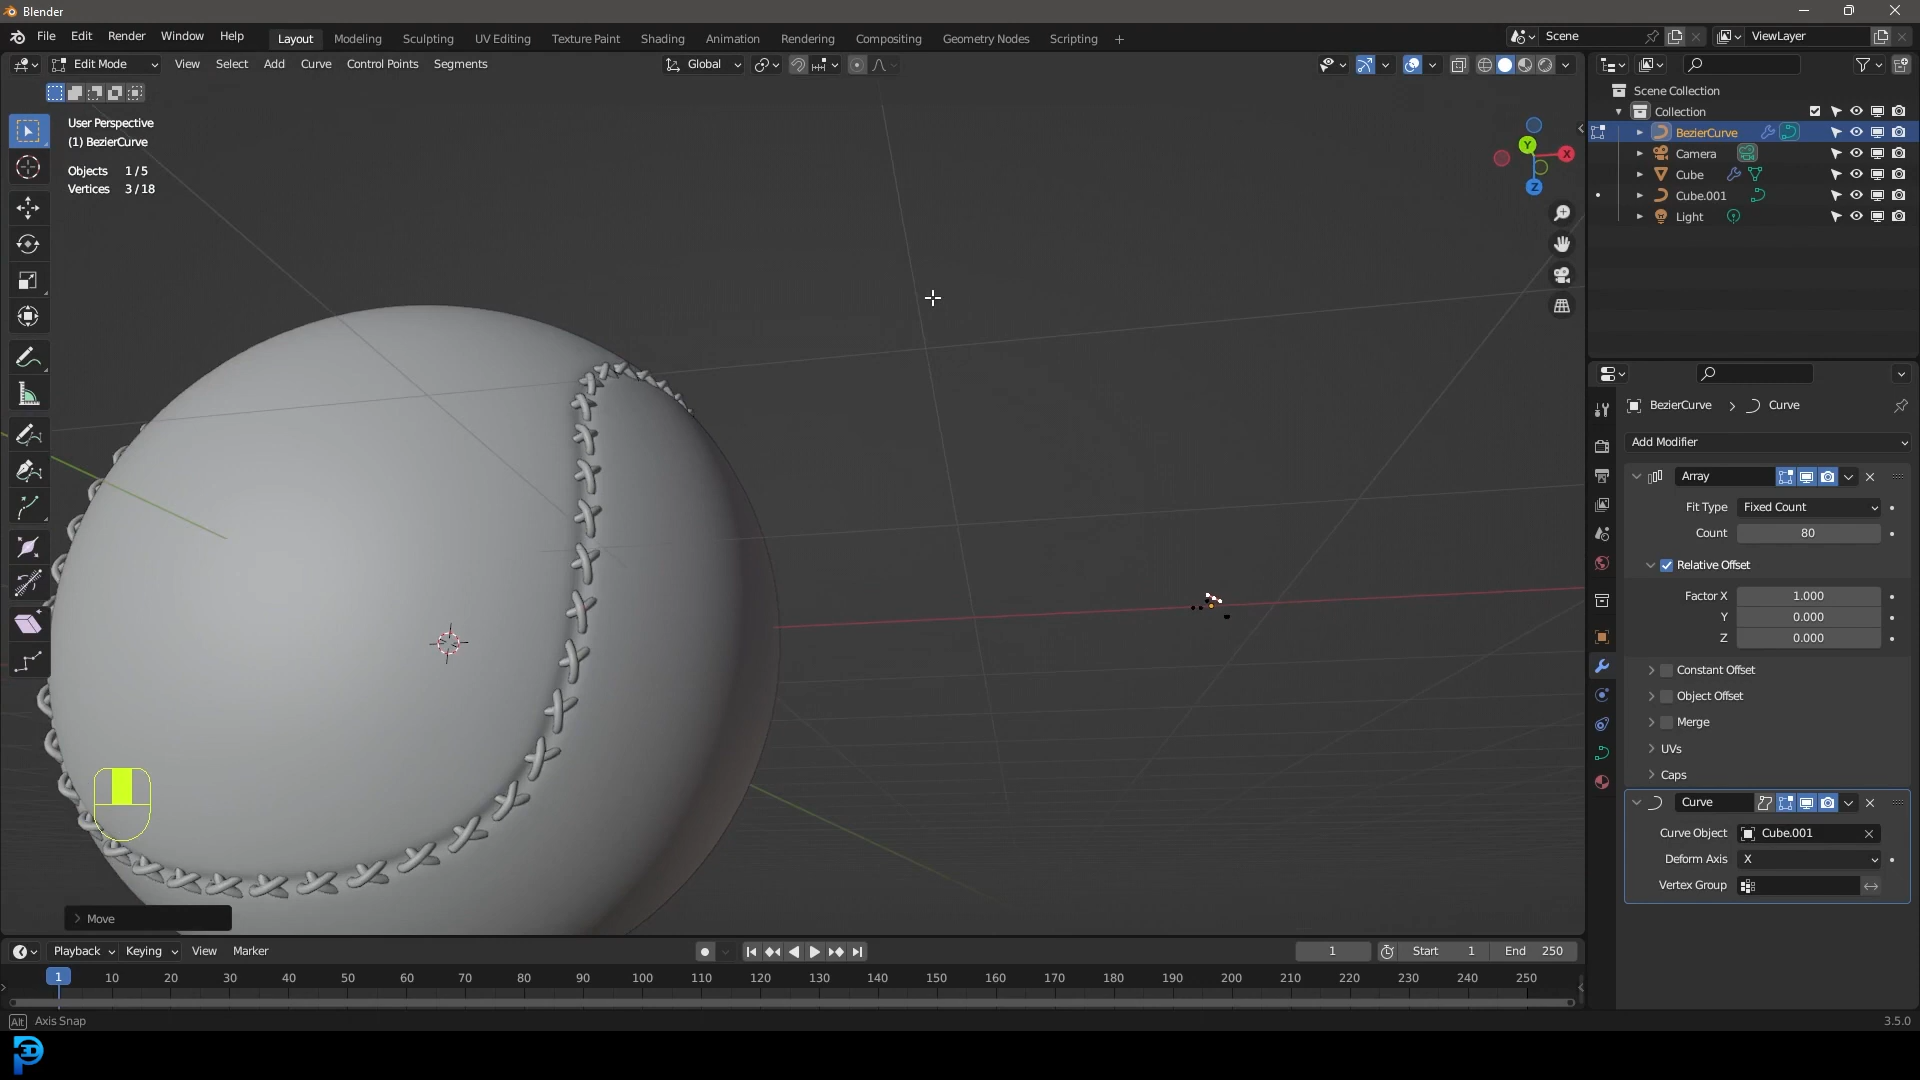 Blender
File Edit Render Window Help Layout Modeling Sculpting UV Editing Texture Paint Shading Animation Rendering Compositing Geometry Nodes Scripting + Scene ViewLayer
Edit Mode View Select Add Curve Control Points Segments Global
User Perspective
(1) BezierCurve
Objects 1/5
Vertices 3/18
Y
X
Z
Scene Collection
Collection
BezierCurve
Camera
Cube
Cube.001
Light
BezierCurve > Curve
Add Modifier
Array
Fit Type Fixed Count
Count 80
Relative Offset
Factor X 1.000
Y 0.000
Z 0.000
Constant Offset
Object Offset
Merge
UVs
Caps
Curve
Curve Object Cube.001
Deform Axis X
Vertex Group
Move
Playback Keying View Marker 1 Start 1 End 250
1 10 20 30 40 50 60 70 80 90 100 110 120 130 140 150 160 170 180 190 200 210 220 230 240 250
Alt Axis Snap 3.5.0
P3D